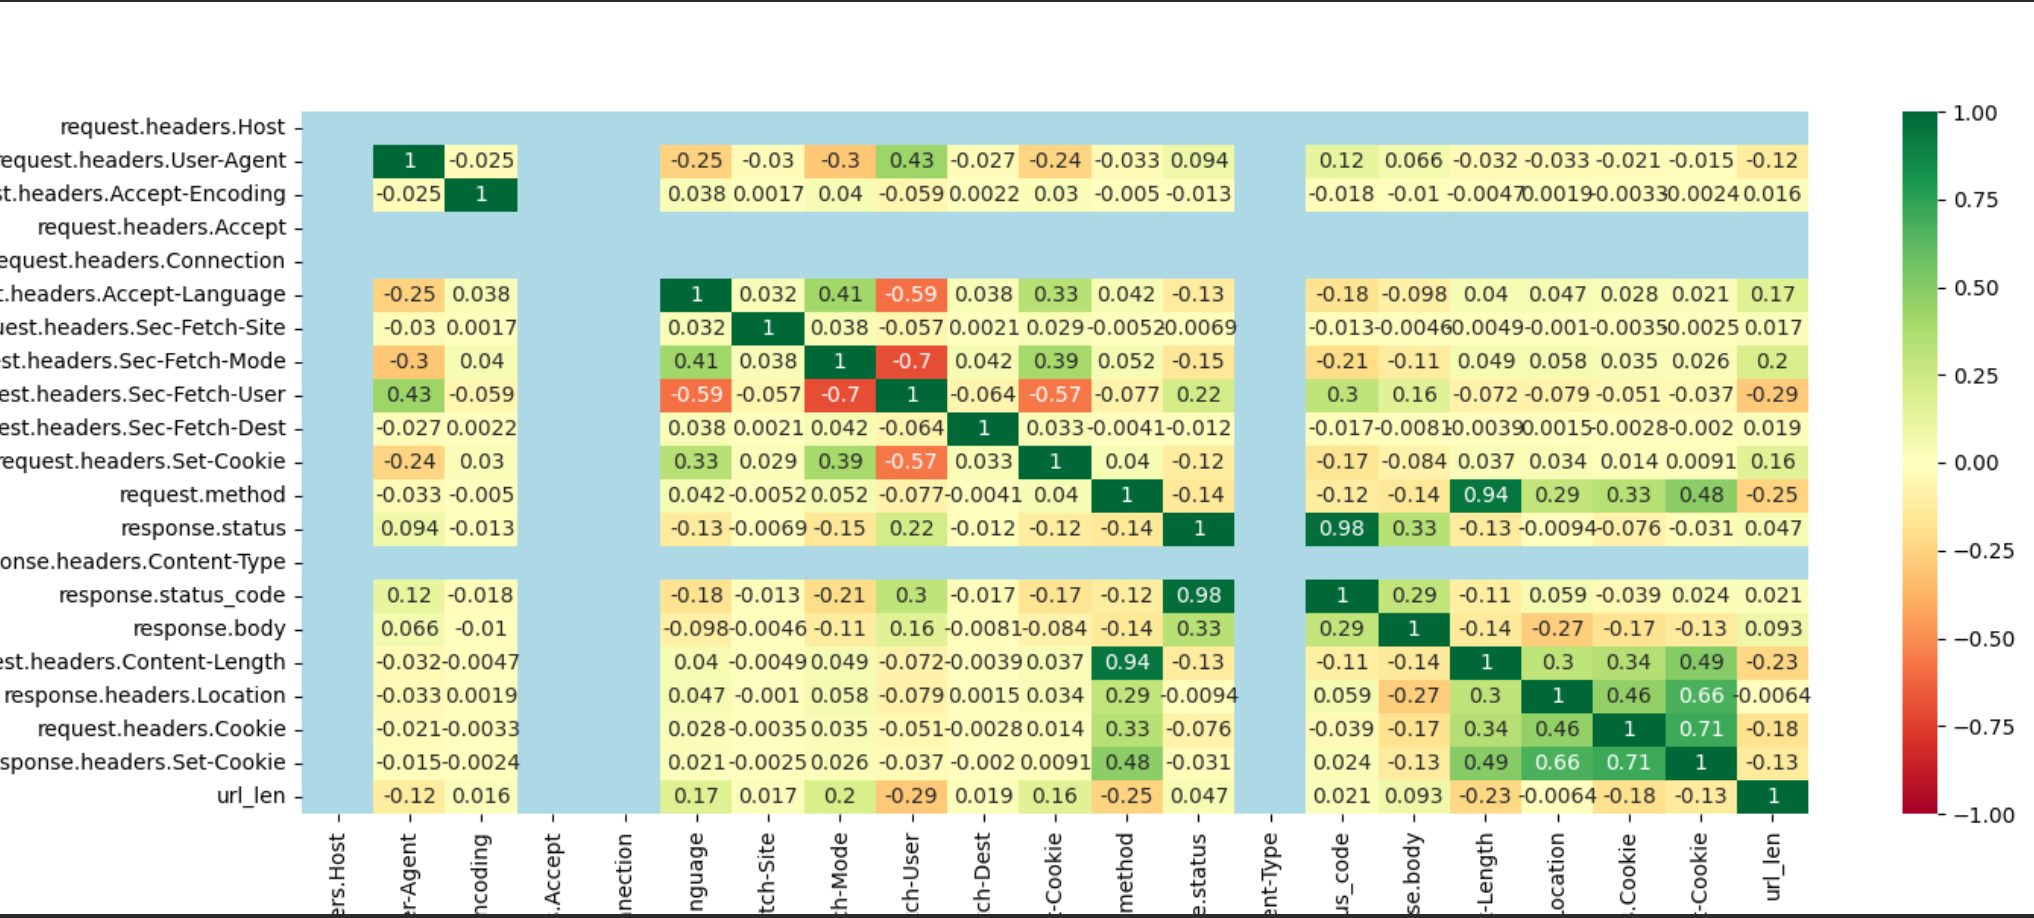 request.headers.Host
1.00
equest.headers.User-Agent 1 -0.025 -0.25 -0.03 -0.3 0.43 -0.027 -0.24 -0.033 0.094 0.12 0.066 -0.032 -0.033 -0.021 -0.015 -0.12
st.headers.Accept-Encoding -0.025 1 0.038 0.0017 0.04 -0.059 0.0022 0.03 -0.005 -0.013 -0.018 -0.01 -0.0047 0.0019 -0.0033 -0.0024 0.016
0.75
request.headers.Accept
equest.headers.Connection
t.headers.Accept-Language -0.25 0.038 1 0.032 0.41 -0.59 0.038 0.33 0.042 -0.13 -0.18 -0.098 0.04 0.047 0.028 0.021 0.17
0.50
uest.headers.Sec-Fetch-Site -0.03 0.0017 0.032 1 0.038 -0.057 0.0021 0.029 -0.0052 -0.0069 -0.013 -0.0046 -0.0049 -0.001 -0.0035 -0.0025 0.017
st.headers.Sec-Fetch-Mode -0.3 0.04 0.41 0.038 1 -0.7 0.042 0.39 0.052 -0.15 -0.21 -0.11 0.049 0.058 0.035 0.026 0.2
0.25
est.headers.Sec-Fetch-User 0.43 -0.059 -0.59 -0.057 -0.7 1 -0.064 -0.57 -0.077 0.22 0.3 0.16 -0.072 -0.079 -0.051 -0.037 -0.29
est.headers.Sec-Fetch-Dest -0.027 0.0022 0.038 0.0021 0.042 -0.064 1 0.033 -0.0041 -0.012 -0.017 -0.0081 -0.0039 0.0015 -0.0028 -0.002 0.019
request.headers.Set-Cookie -0.24 0.03 0.33 0.029 0.39 -0.57 0.033 1 0.04 -0.12 -0.17 -0.084 0.037 0.034 0.014 0.0091 0.16
0.00
request.method -0.033 -0.005 0.042 -0.0052 0.052 -0.077 -0.0041 0.04 1 -0.14 -0.12 -0.14 0.94 0.29 0.33 0.48 -0.25
response.status 0.094 -0.013 -0.13 -0.0069 -0.15 0.22 -0.012 -0.12 -0.14 1 0.98 0.33 -0.13 -0.0094 -0.076 -0.031 0.047
−0.25
onse.headers.Content-Type
response.status_code 0.12 -0.018 -0.18 -0.013 -0.21 0.3 -0.017 -0.17 -0.12 0.98 1 0.29 -0.11 0.059 -0.039 0.024 0.021
response.body 0.066 -0.01 -0.098 -0.0046 -0.11 0.16 -0.0081 -0.084 -0.14 0.33 0.29 1 -0.14 -0.27 -0.17 -0.13 0.093
−0.50
est.headers.Content-Length -0.032 -0.0047 0.04 -0.0049 0.049 -0.072 -0.0039 0.037 0.94 -0.13 -0.11 -0.14 1 0.3 0.34 0.49 -0.23
response.headers.Location -0.033 0.0019 0.047 -0.001 0.058 -0.079 0.0015 0.034 0.29 -0.0094 0.059 -0.27 0.3 1 0.46 0.66 -0.0064
request.headers.Cookie -0.021 -0.0033 0.028 -0.0035 0.035 -0.051 -0.0028 0.014 0.33 -0.076 -0.039 -0.17 0.34 0.46 1 0.71 -0.18
−0.75
sponse.headers.Set-Cookie -0.015 -0.0024 0.021 -0.0025 0.026 -0.037 -0.002 0.0091 0.48 -0.031 0.024 -0.13 0.49 0.66 0.71 1 -0.13
url_len -0.12 0.016 0.17 0.017 0.2 -0.29 0.019 0.16 -0.25 0.047 0.021 0.093 -0.23 -0.0064 -0.18 -0.13 1
−1.00
ers.Host
r-Agent
ncoding
.Accept
nection
nguage
tch-Site
ch-Mode
ch-User
ch-Dest
-Cookie
method
e.status
ent-Type
us_code
se.body
-Length
ocation
.Cookie
-Cookie
url_len